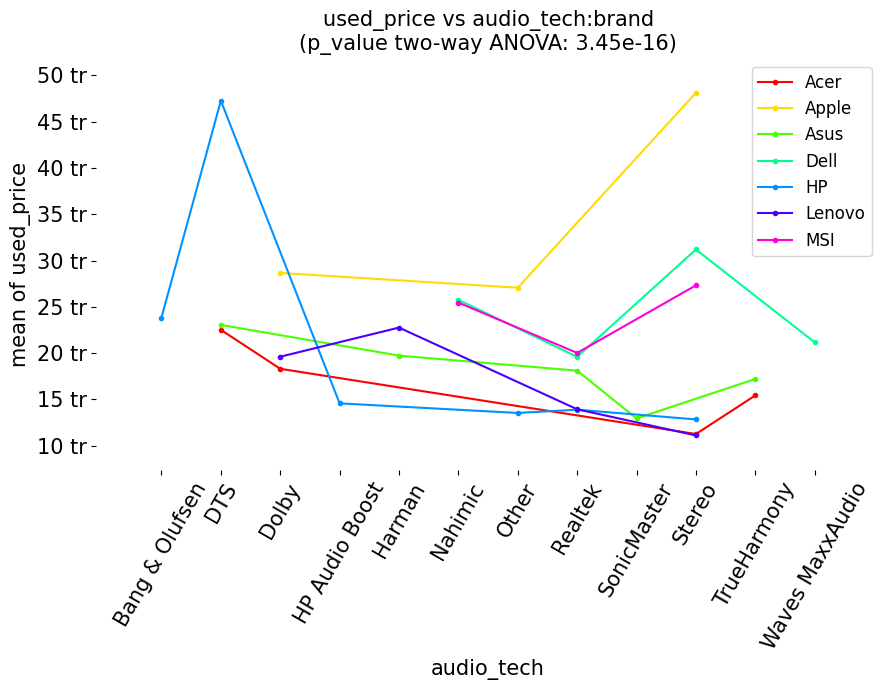 used_price vs audio_tech:brand
(p_value two-way ANOVA: 3.45e-16)
50 tr
45 tr
40 tr
35 tr
30 tr
25 tr
20 tr
15 tr
10 tr
mean of used_price
Acer
Apple
Asus
Dell
HP
Lenovo
MSI
Bang & Olufsen
DTS
Dolby
HP Audio Boost
Harman
Nahimic
Other
Realtek
SonicMaster
Stereo
TrueHarmony
Waves MaxxAudio
audio_tech